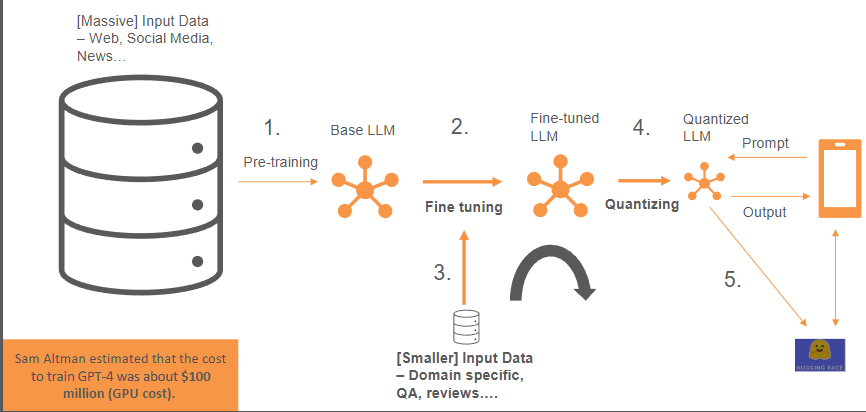 [Massive] Input Data
– Web, Social Media,
News…
1.
Pre-training
Base LLM
2.
Fine tuning
3.
[Smaller] Input Data
– Domain specific,
QA, reviews….
Fine-tuned
LLM
4.
Quantizing
Quantized
LLM
Prompt
Output
5.
HUGGING FACE
Sam Altman estimated that the cost
to train GPT-4 was about $100
million (GPU cost).